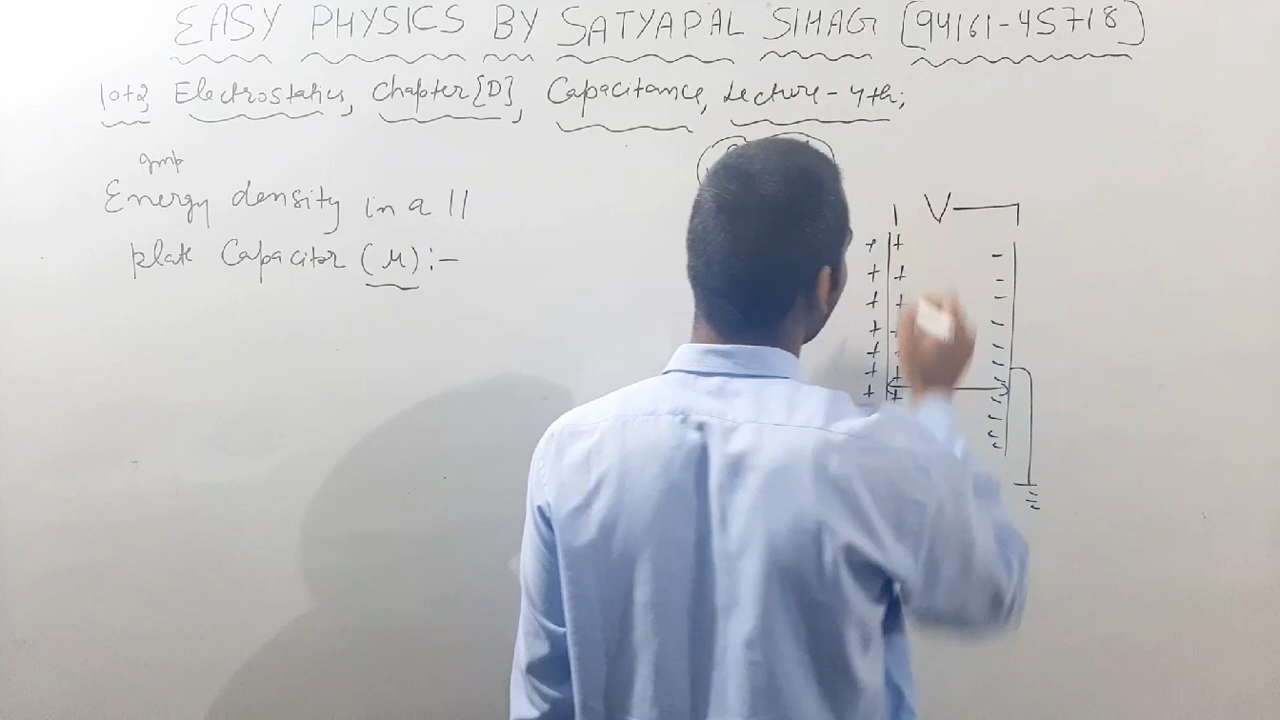 EASY PHYSICS BY SATYAPAL SIHAG [94161-45718]
10+2, Electrostatics, Chapter [D], Capacitance, Lecture-4th;
Imp
Energy density in a ||
plate Capacitor (u):-
V
+ + -
+ + -
+ + -
+ + -
+ + -
+ + -
+ + -